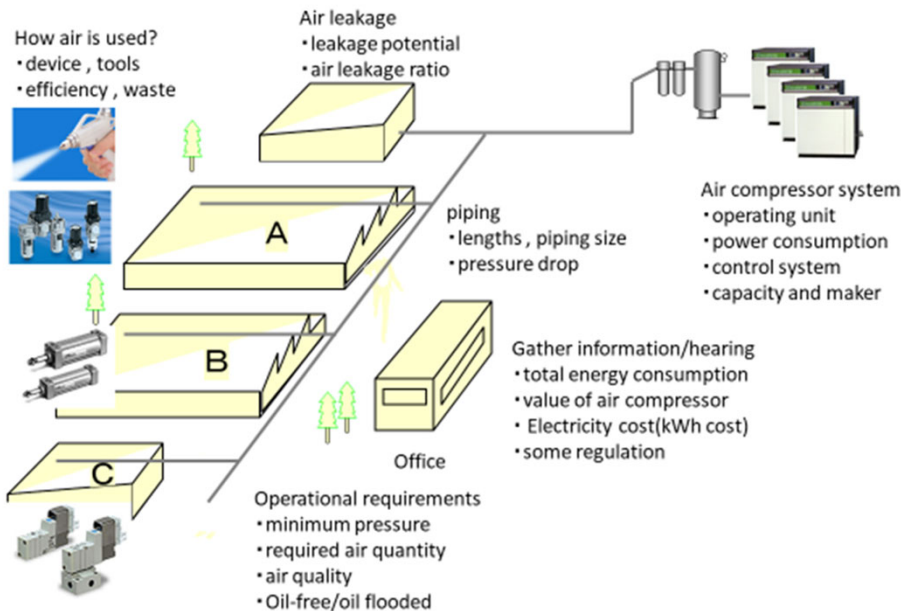 How air is used?
・device , tools
・efficiency , waste
Air leakage
・leakage potential
・air leakage ratio
Air compressor system
・operating unit
・power consumption
・control system
・capacity and maker
piping
・lengths , piping size
・pressure drop
A
B
C
Gather information/hearing
・total energy consumption
・value of air compressor
・Electricity cost(kWh cost)
・some regulation
Office
Operational requirements
・minimum pressure
・required air quantity
・air quality
・Oil-free/oil flooded